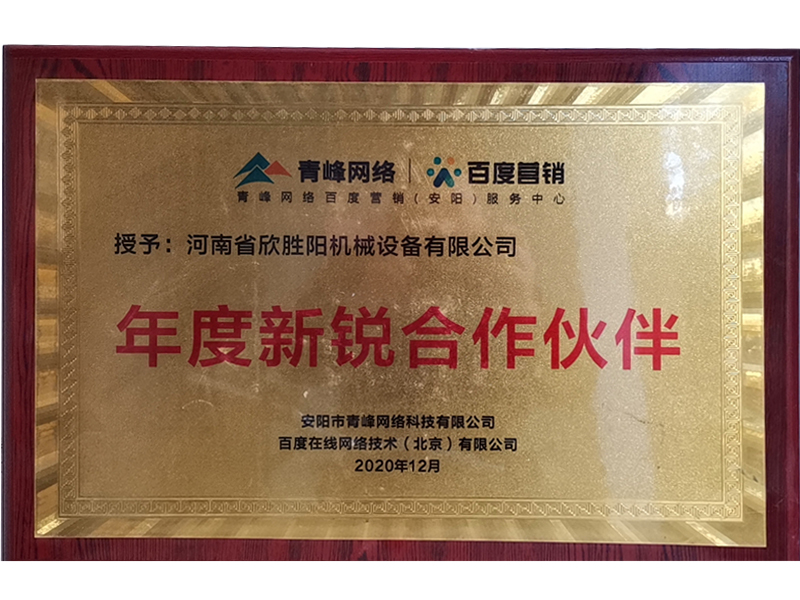 青峰网络 | 百度营销
青峰网络百度营销(安阳)服务中心
授予：河南省欣胜阳机械设备有限公司
年度新锐合作伙伴
安阳市青峰网络科技有限公司
百度在线网络技术（北京）有限公司
2020年12月